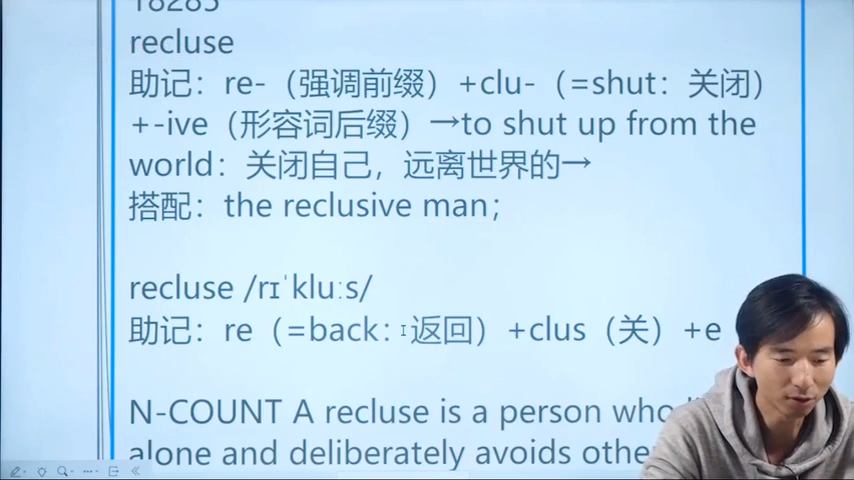 18285
recluse
助记：re-（强调前缀）+clu-（=shut：关闭）
+-ive（形容词后缀）→to shut up from the
world：关闭自己，远离世界的→
搭配：the reclusive man；
recluse /rɪˈkluːs/
助记：re（=back：返回）+clus（关）+e
N-COUNT A recluse is a person who
alone and deliberately avoids